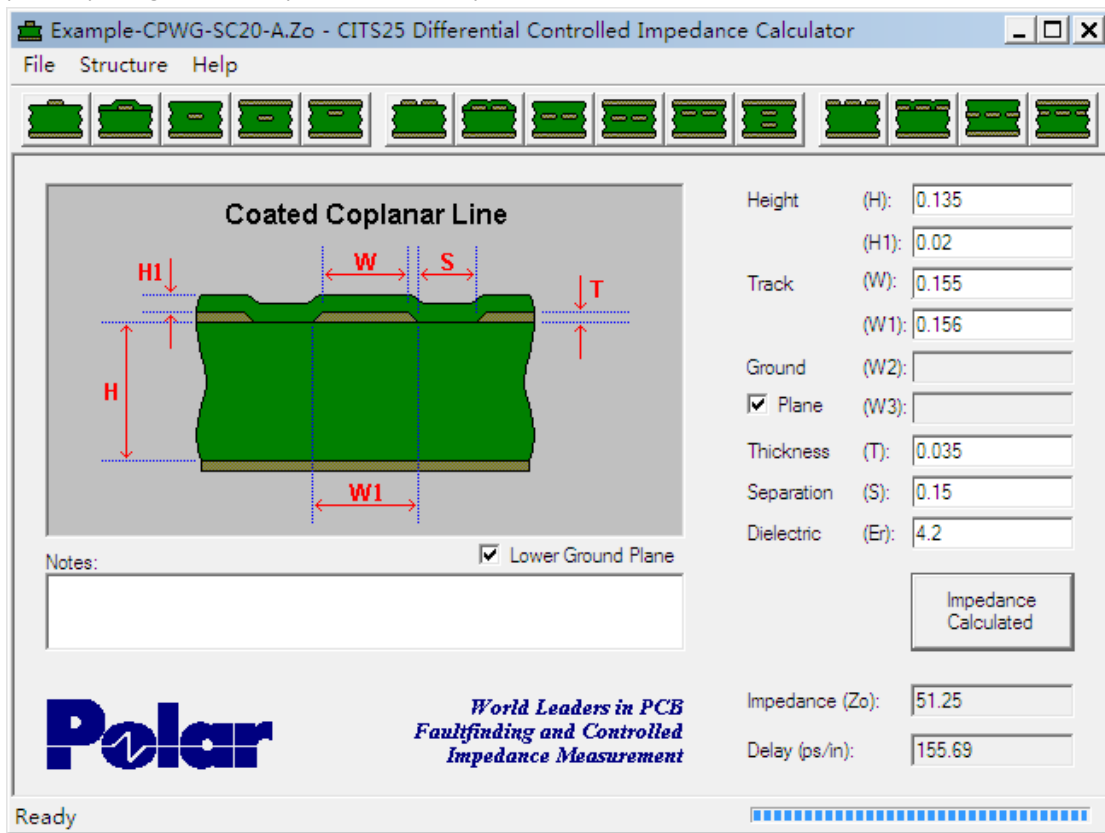 Example-CPWG-SC20-A.Zo - CITS25 Differential Controlled Impedance Calculator
File Structure Help
Coated Coplanar Line
H1
W
S
T
H
W1
Notes:
Lower Ground Plane
Height (H): 0.135
(H1): 0.02
Track (W): 0.155
(W1): 0.156
Ground (W2):
Plane (W3):
Thickness (T): 0.035
Separation (S): 0.15
Dielectric (Er): 4.2
Impedance
Calculated
Polar
World Leaders in PCB
Faultfinding and Controlled
Impedance Measurement
Impedance (Zo): 51.25
Delay (ps/in): 155.69
Ready